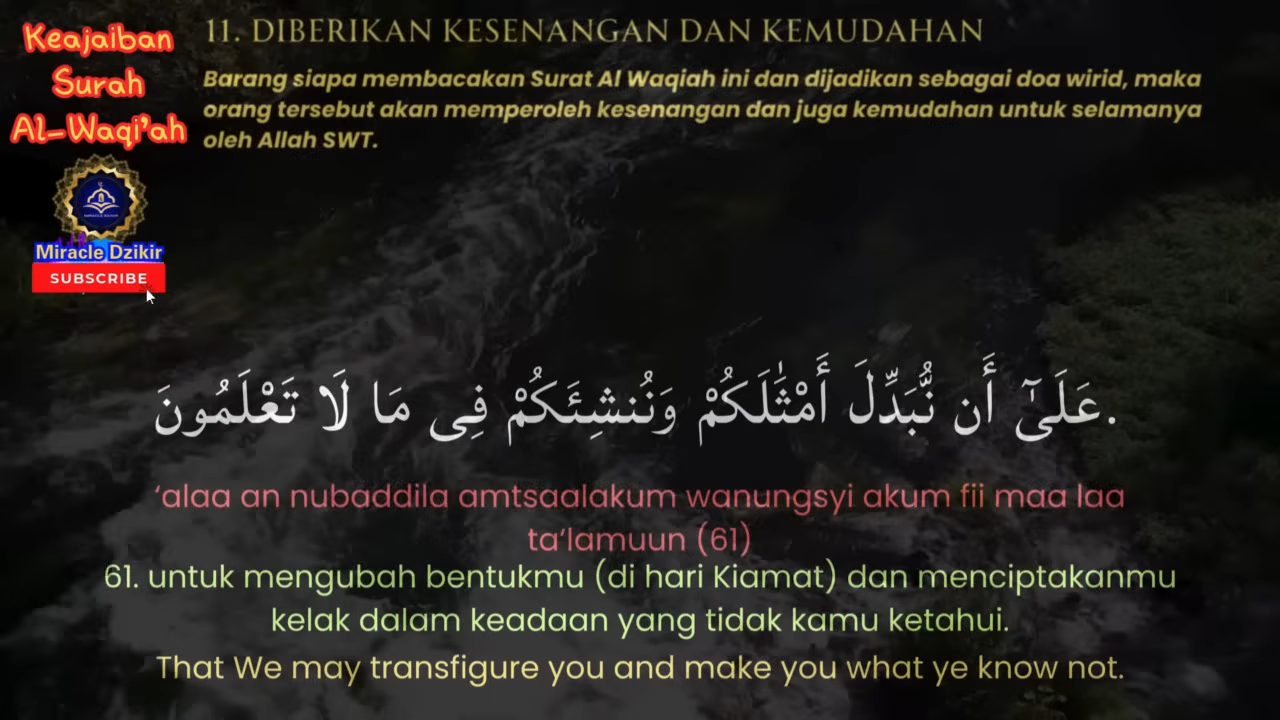 Keajaiban
Surah
Al-Waqi'ah
11. DIBERIKAN KESENANGAN DAN KEMUDAHAN
Barang siapa membacakan Surat Al Waqiah ini dan dijadikan sebagai doa wirid, maka
orang tersebut akan memperoleh kesenangan dan juga kemudahan untuk selamanya
oleh Allah SWT.
Miracle Dzikir
SUBSCRIBE
عَلَىٰٓ أَن نُّبَدِّلَ أَمْثَٰلَكُمْ وَنُنشِئَكُمْ فِى مَا لَا تَعْلَمُونَ.
‘alaa an nubaddila amtsaalakum wanungsyi akum fii maa laa
ta‘lamuun (61)
61. untuk mengubah bentukmu (di hari Kiamat) dan menciptakanmu
kelak dalam keadaan yang tidak kamu ketahui.
That We may transfigure you and make you what ye know not.